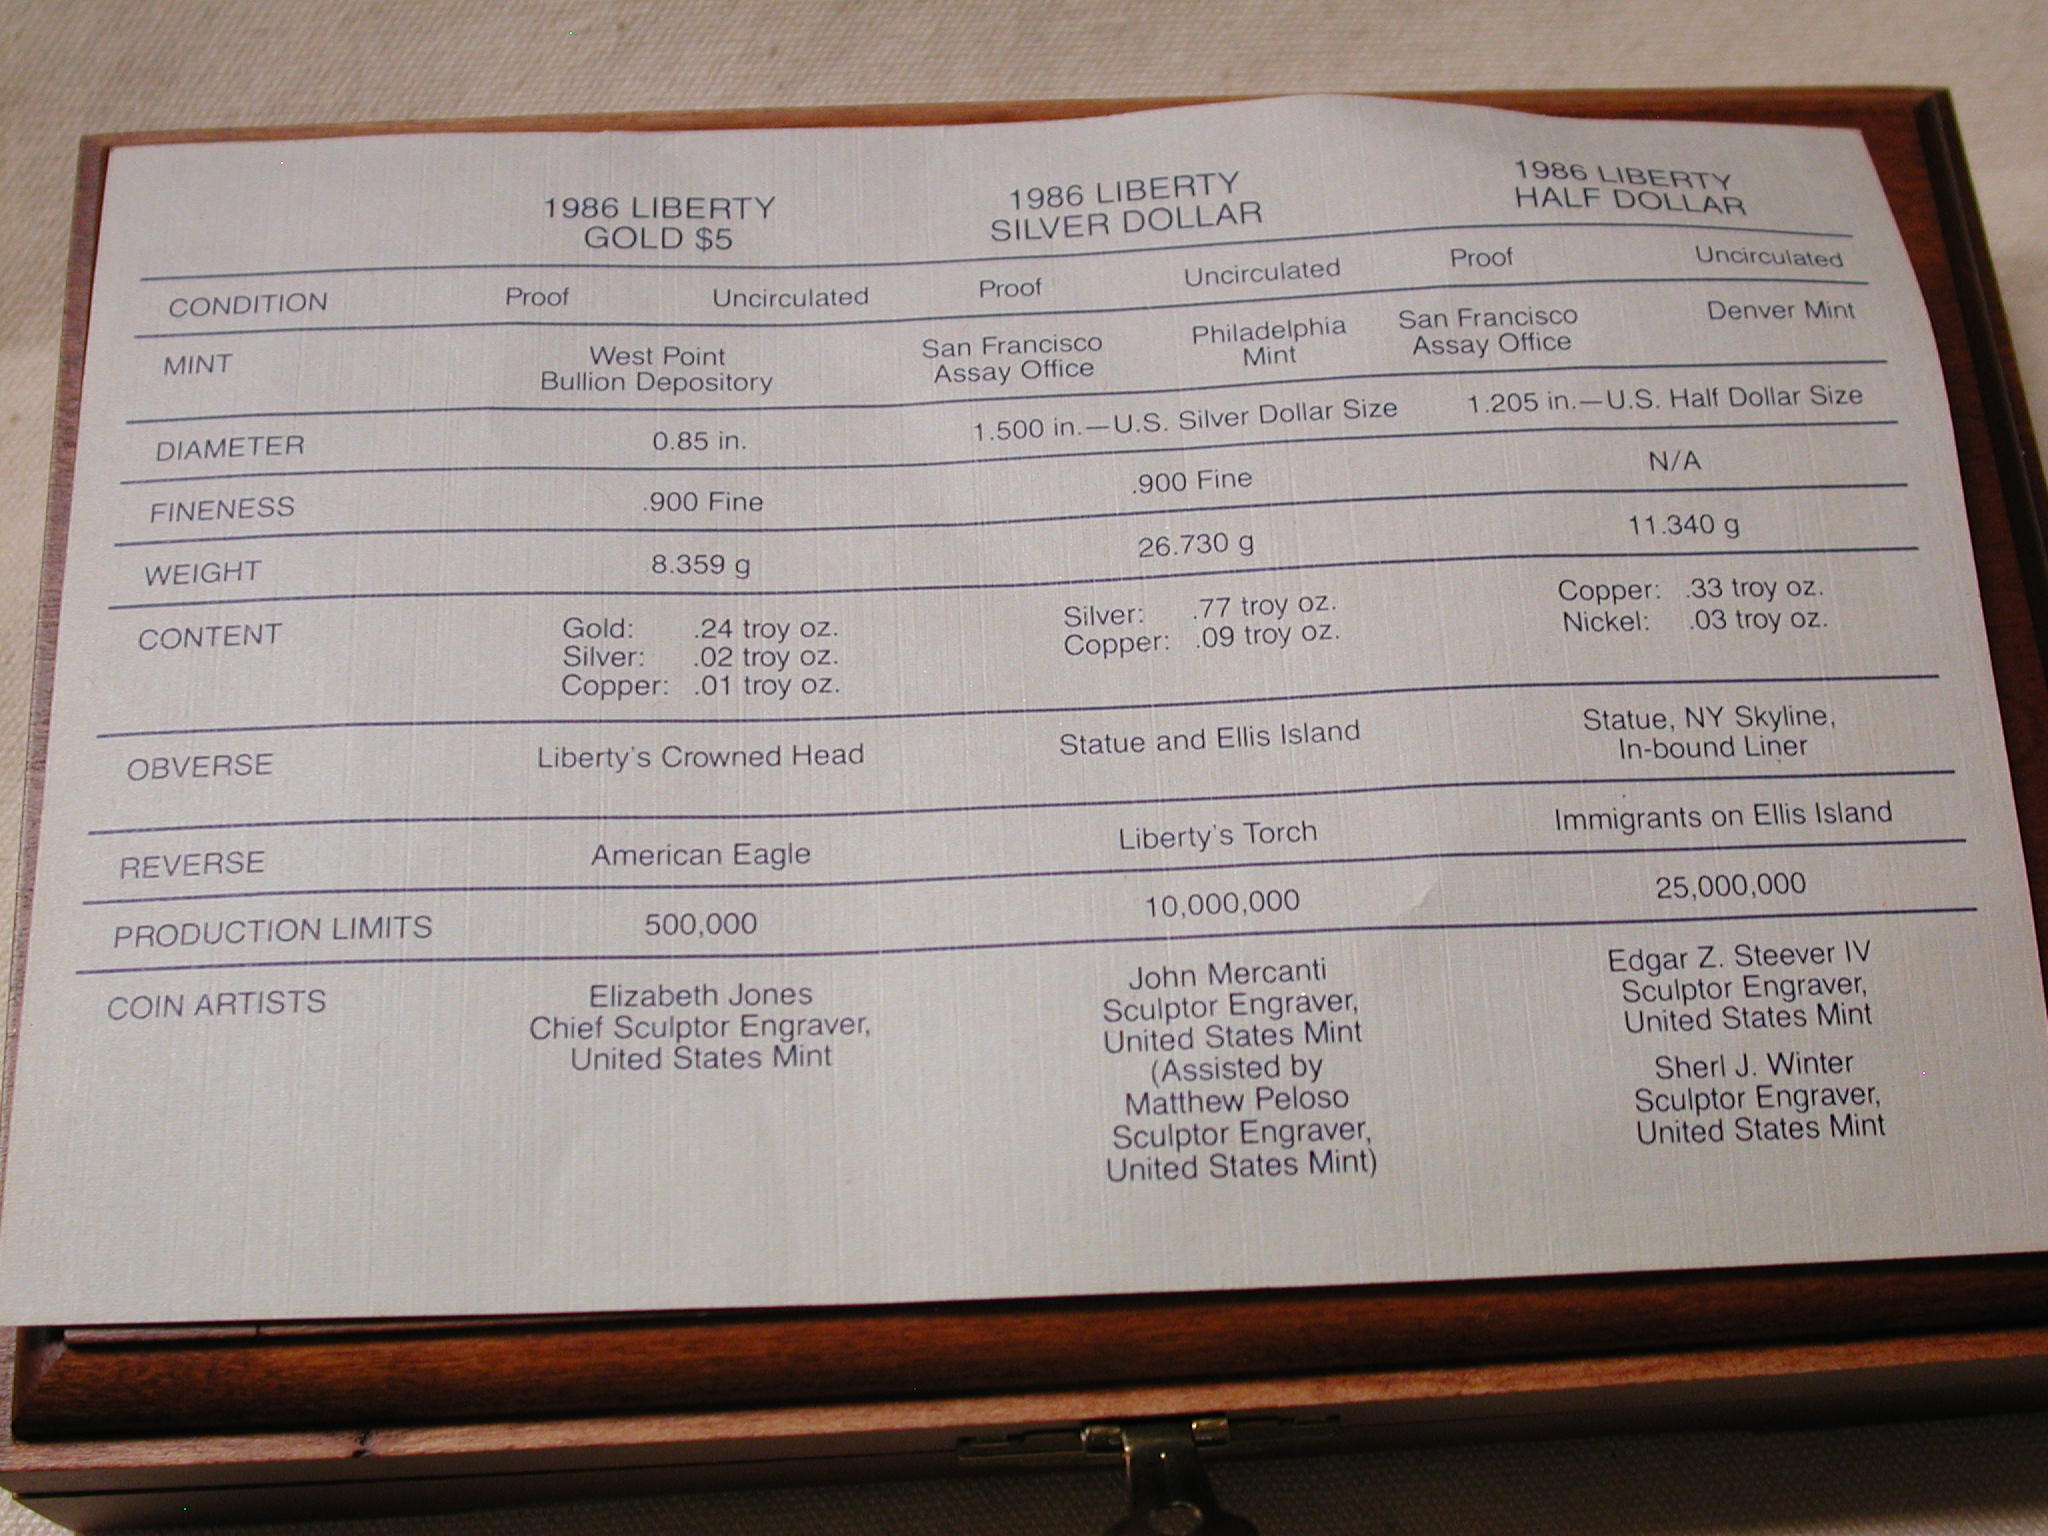 1986 LIBERTY GOLD $5
1986 LIBERTY SILVER DOLLAR
1986 LIBERTY HALF DOLLAR
CONDITION Proof Uncirculated Proof Uncirculated Proof Uncirculated
MINT West Point Bullion Depository San Francisco Assay Office Philadelphia Mint San Francisco Assay Office Denver Mint
DIAMETER 0.85 in. 1.500 in.—U.S. Silver Dollar Size 1.205 in.—U.S. Half Dollar Size
FINENESS .900 Fine .900 Fine N/A
WEIGHT 8.359 g 26.730 g 11.340 g
CONTENT Gold: .24 troy oz. Silver: .77 troy oz. Copper: .33 troy oz.
Silver: .02 troy oz. Copper: .09 troy oz. Nickel: .03 troy oz.
Copper: .01 troy oz.
OBVERSE Liberty's Crowned Head Statue and Ellis Island Statue, NY Skyline, In-bound Liner
REVERSE American Eagle Liberty's Torch Immigrants on Ellis Island
PRODUCTION LIMITS 500,000 10,000,000 25,000,000
COIN ARTISTS
Elizabeth Jones
Chief Sculptor Engraver,
United States Mint
John Mercanti
Sculptor Engraver,
United States Mint
(Assisted by
Matthew Peloso
Sculptor Engraver,
United States Mint)
Edgar Z. Steever IV
Sculptor Engraver,
United States Mint
Sherl J. Winter
Sculptor Engraver,
United States Mint